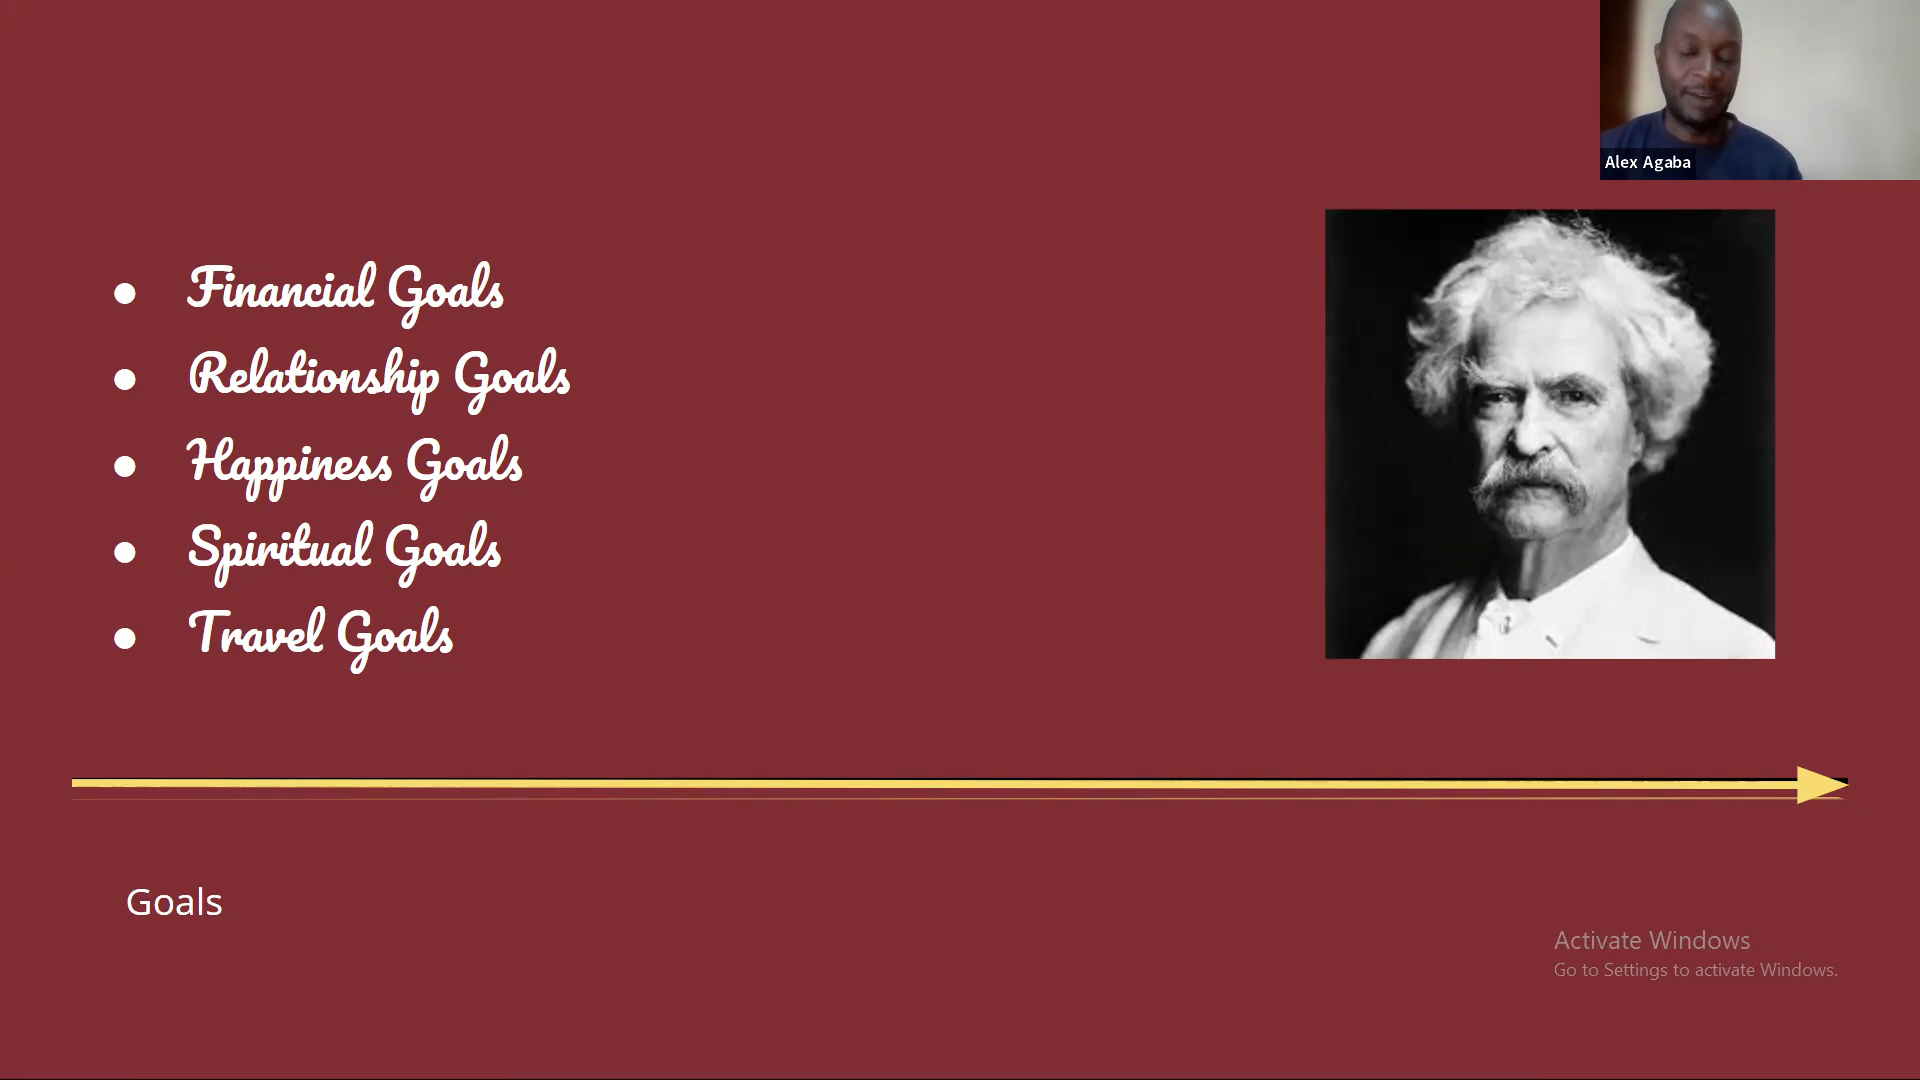 Alex Agaba
● Financial Goals
● Relationship Goals
● Happiness Goals
● Spiritual Goals
● Travel Goals
Goals
Activate Windows
Go to Settings to activate Windows.